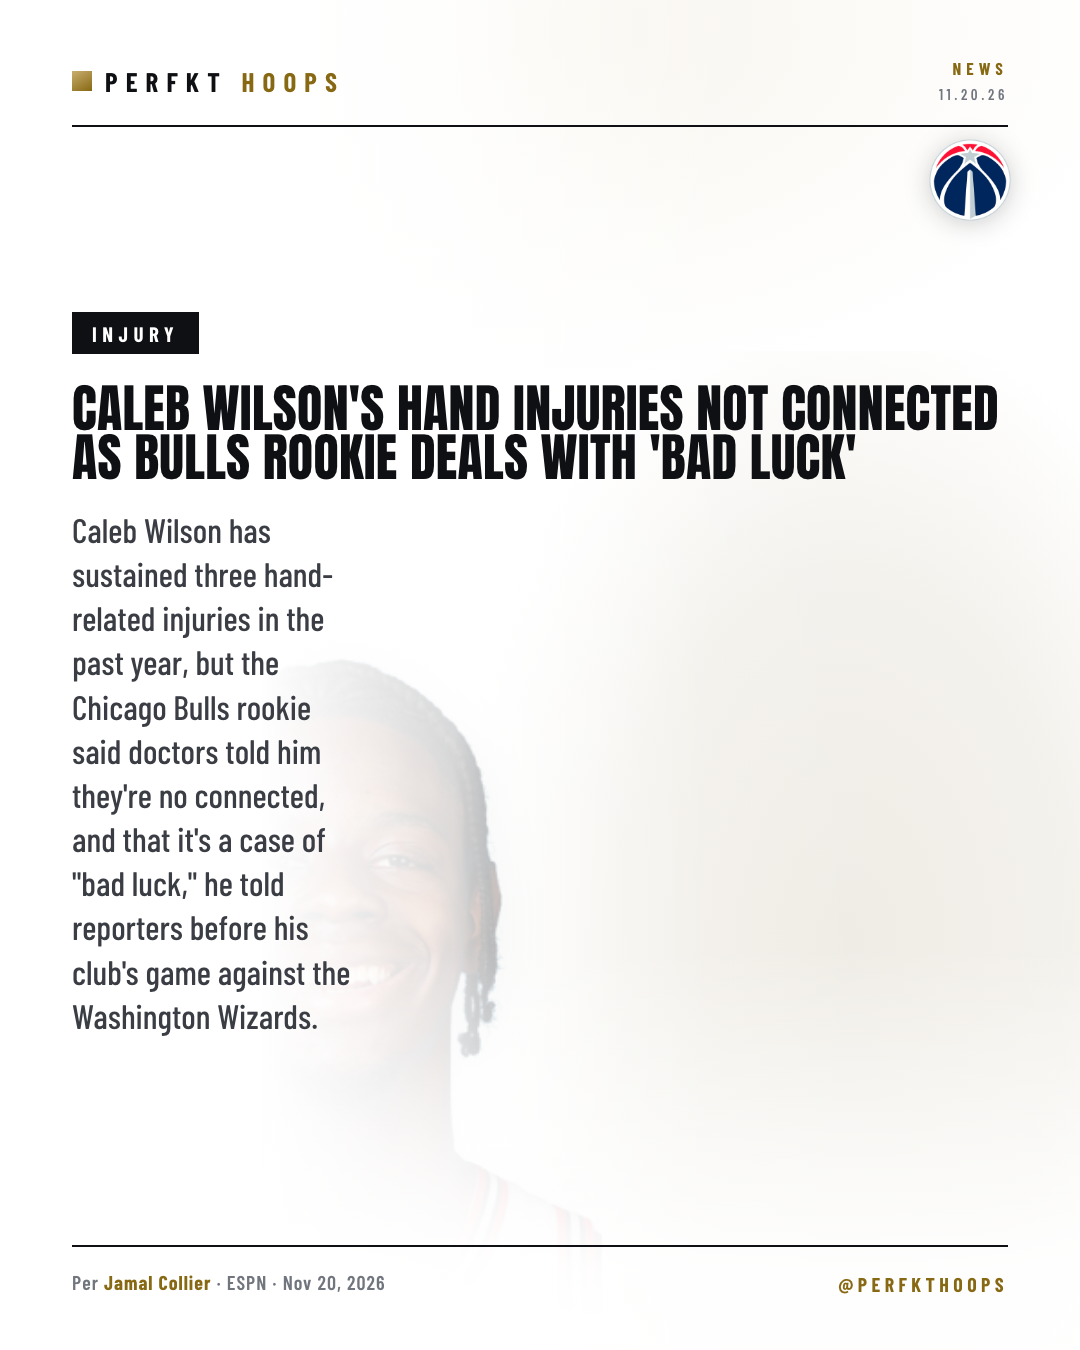 PERFKT HOOPS
NEWS
11.20.26
INJURY
CALEB WILSON'S HAND INJURIES NOT CONNECTED
AS BULLS ROOKIE DEALS WITH 'BAD LUCK'
Caleb Wilson has
sustained three hand-
related injuries in the
past year, but the
Chicago Bulls rookie
said doctors told him
they're no connected,
and that it's a case of
"bad luck," he told
reporters before his
club's game against the
Washington Wizards.
Per Jamal Collier · ESPN · Nov 20, 2026
@PERFKTHOOPS